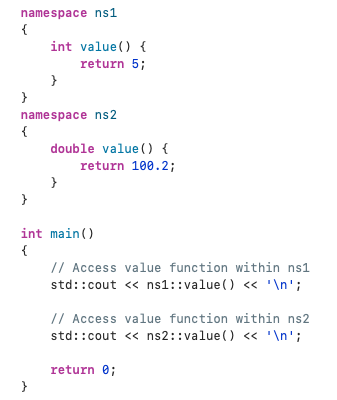 namespace ns1
{
    int value() {
        return 5;
    }
}
namespace ns2
{
    double value() {
        return 100.2;
    }
}

int main()
{
    // Access value function within ns1
    std::cout << ns1::value() << '\n';

    // Access value function within ns2
    std::cout << ns2::value() << '\n';

    return 0;
}